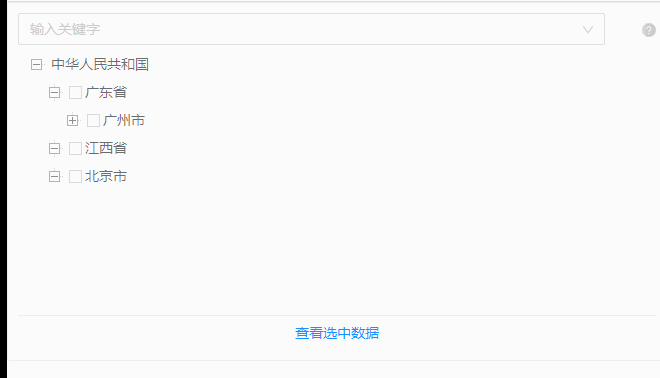 输入关键字
?
中华人民共和国
广东省
广州市
江西省
北京市
查看选中数据